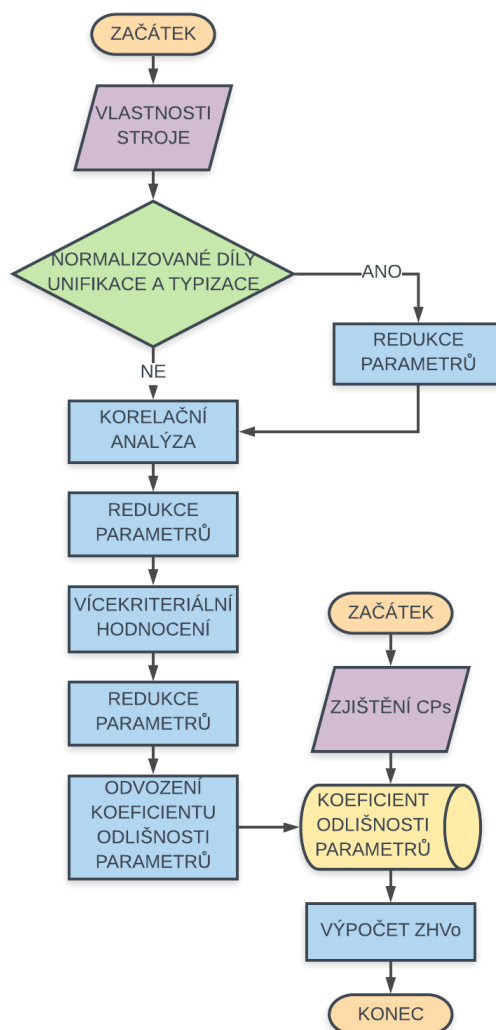 ZAČÁTEK
VLASTNOSTI
STROJE
NORMALIZOVANÉ DÍLY
UNIFIKACE A TYPIZACE
ANO
REDUKCE
PARAMETRŮ
NE
KORELAČNÍ
ANALÝZA
REDUKCE
PARAMETRŮ
VÍCEKRITERIÁLNÍ
HODNOCENÍ
REDUKCE
PARAMETRŮ
ODVOZENÍ
KOEFICIENTU
ODLIŠNOSTI
PARAMETRŮ
ZAČÁTEK
ZJIŠTĚNÍ CPs
KOEFICIENT
ODLIŠNOSTI
PARAMETRŮ
VÝPOČET ZHVo
KONEC